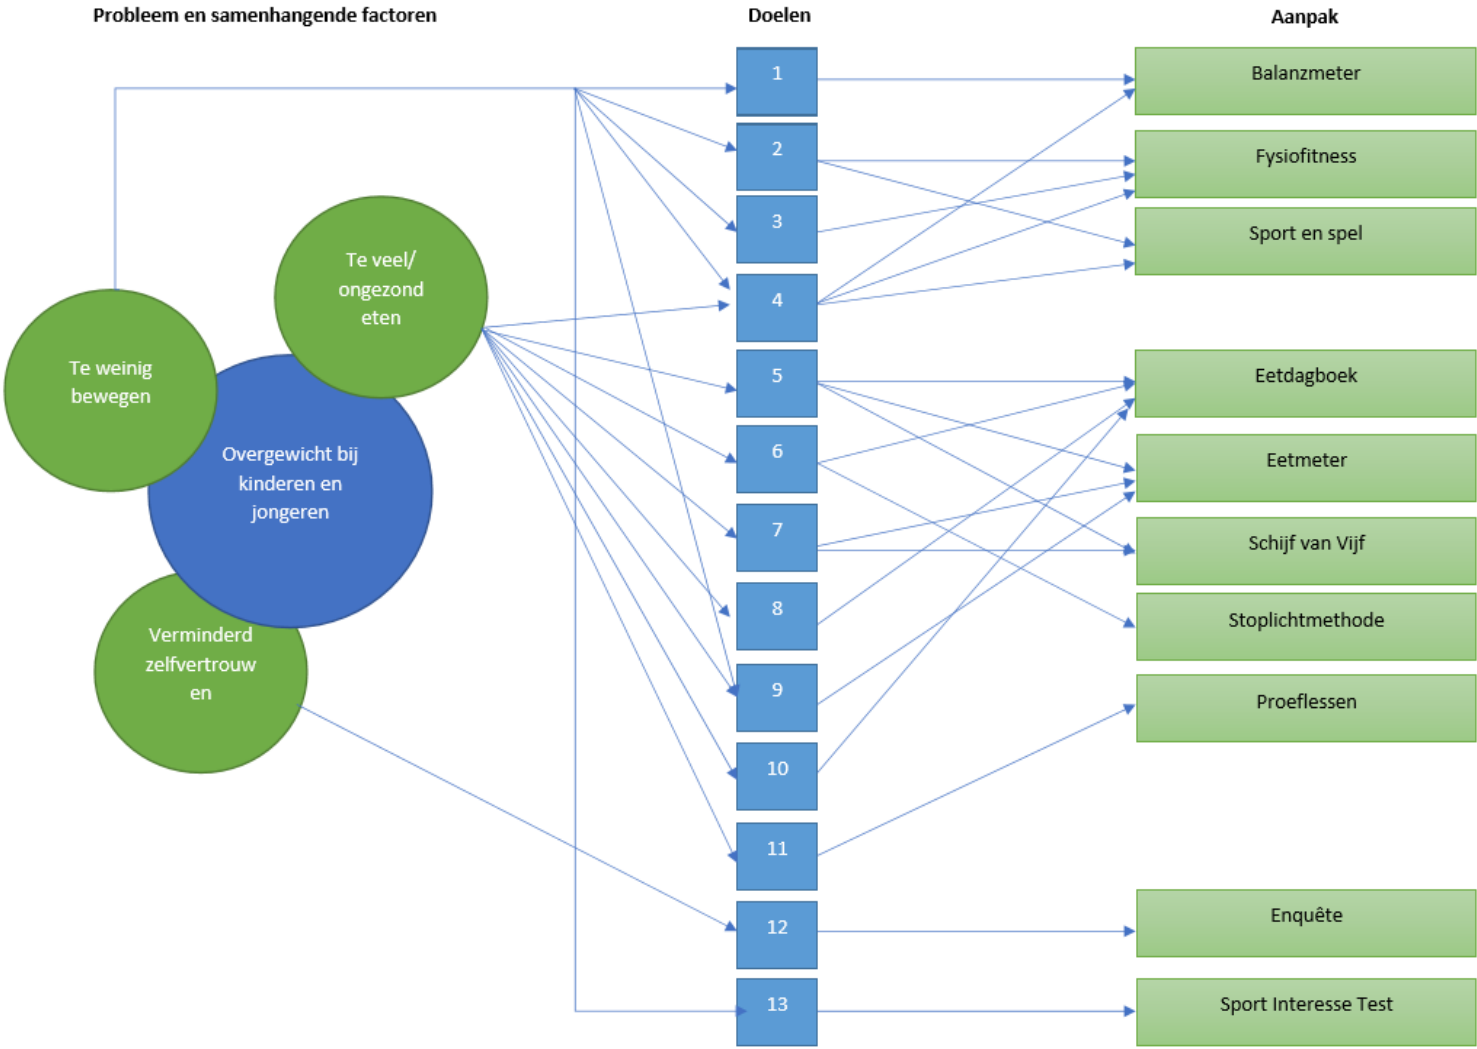 Probleem en samenhangende factoren
Doelen
Aanpak
Te veel/
ongezond
eten
Te weinig
bewegen
Overgewicht bij
kinderen en
jongeren
Verminderd
zelfvertrouw
en
1
2
3
4
5
6
7
8
9
10
11
12
13
Balanzmeter
Fysiofitness
Sport en spel
Eetdagboek
Eetmeter
Schijf van Vijf
Stoplichtmethode
Proeflessen
Enquête
Sport Interesse Test